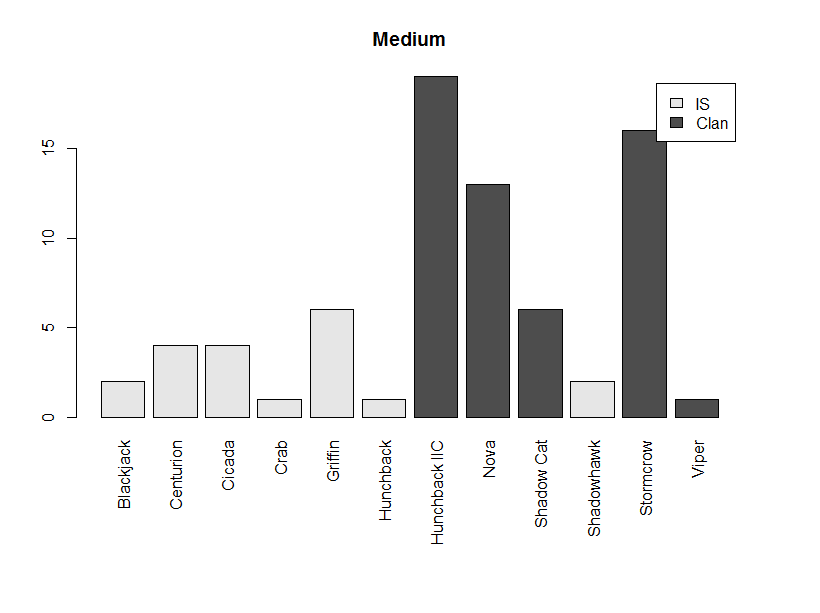 Medium
IS
Clan
15
10
5
0
Blackjack
Centurion
Cicada
Crab
Griffin
Hunchback
Hunchback IIC
Nova
Shadow Cat
Shadowhawk
Stormcrow
Viper